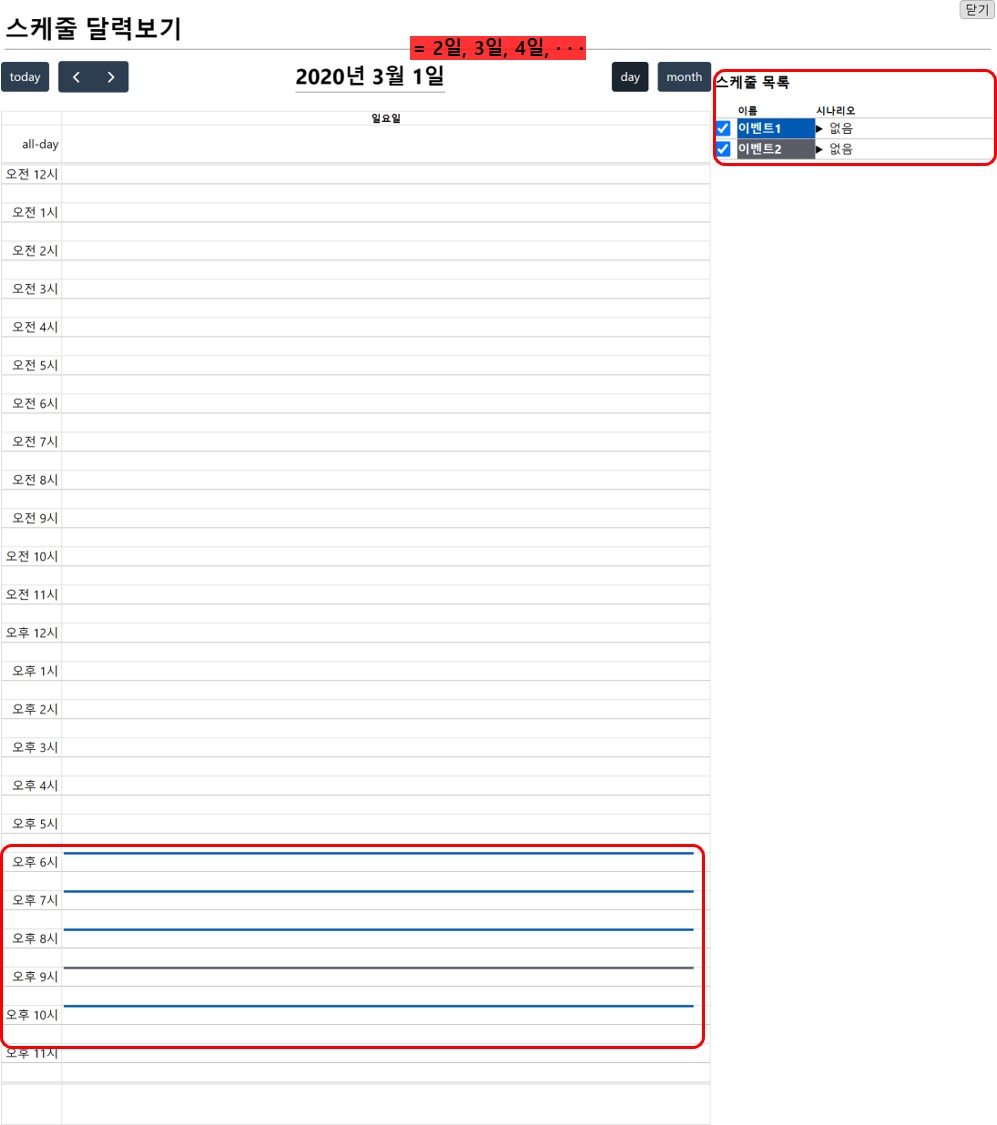 닫기
스케줄 달력보기
= 2일, 3일, 4일, · · ·
today 2020년 3월 1일 day month
스케줄 목록
이름 시나리오
이벤트1 ▶ 없음
이벤트2 ▶ 없음
일요일
all-day
오전 12시
오전 1시
오전 2시
오전 3시
오전 4시
오전 5시
오전 6시
오전 7시
오전 8시
오전 9시
오전 10시
오전 11시
오후 12시
오후 1시
오후 2시
오후 3시
오후 4시
오후 5시
오후 6시
오후 7시
오후 8시
오후 9시
오후 10시
오후 11시